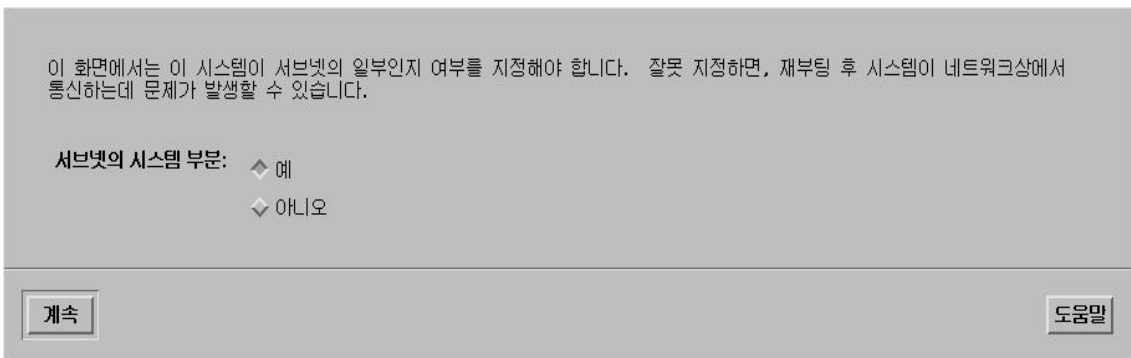 이 화면에서는 이 시스템이 서브넷의 일부인지 여부를 지정해야 합니다.  잘못 지정하면, 재부팅 후 시스템이 네트워크상에서
통신하는데 문제가 발생할 수 있습니다.
서브넷의 시스템 부분:
예
아니오
계속
도움말